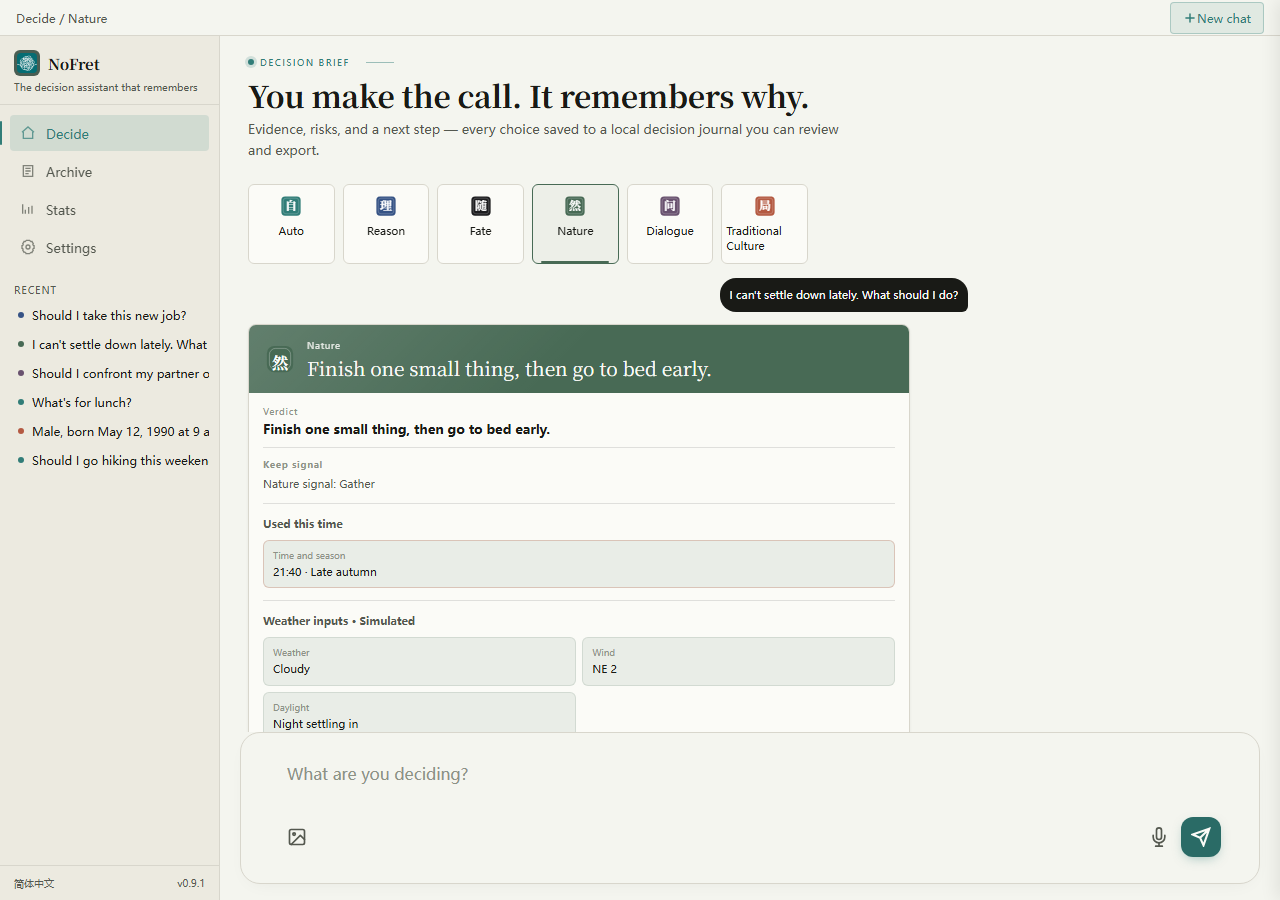 Decide / Nature
+ New chat
NoFret
The decision assistant that remembers
Decide
Archive
Stats
Settings
RECENT
Should I take this new job?
I can't settle down lately. What
Should I confront my partner o
What's for lunch?
Male, born May 12, 1990 at 9 a
Should I go hiking this weeken
简体中文
v0.9.1
DECISION BRIEF
You make the call. It remembers why.
Evidence, risks, and a next step — every choice saved to a local decision journal you can review
and export.
自
Auto
理
Reason
随
Fate
然
Nature
问
Dialogue
局
Traditional
Culture
I can't settle down lately. What should I do?
然
Nature
Finish one small thing, then go to bed early.
Verdict
Finish one small thing, then go to bed early.
Keep signal
Nature signal: Gather
Used this time
Time and season
21:40 · Late autumn
Weather inputs • Simulated
Weather
Cloudy
Wind
NE 2
Daylight
Night settling in
What are you deciding?